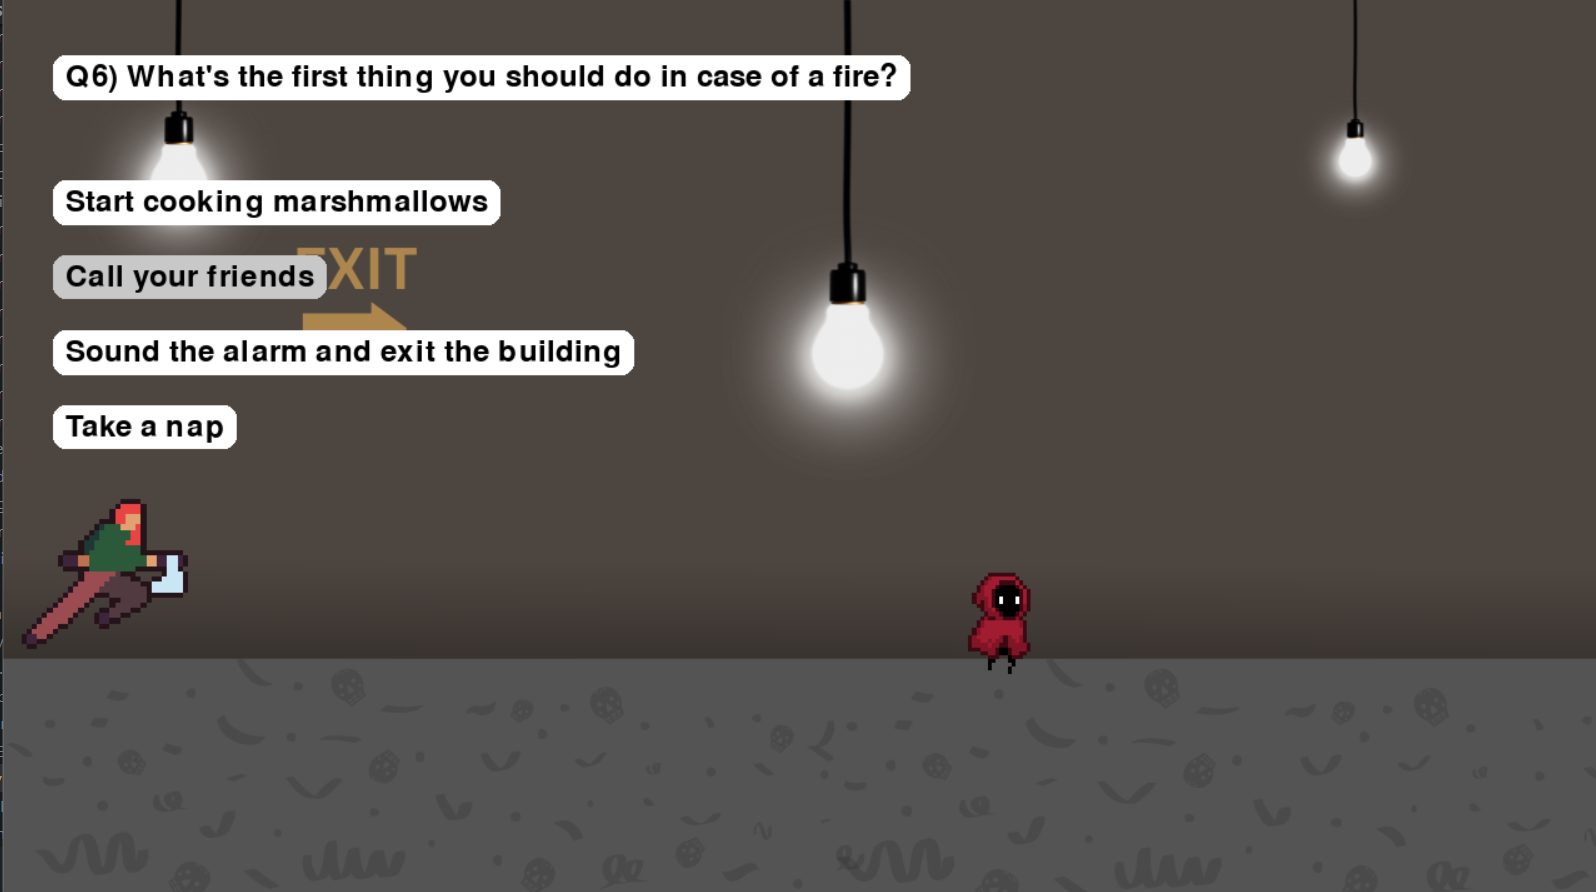 Q6) What's the first thing you should do in case of a fire?
Start cooking marshmallows
EXIT
Call your friends
Sound the alarm and exit the building
Take a nap